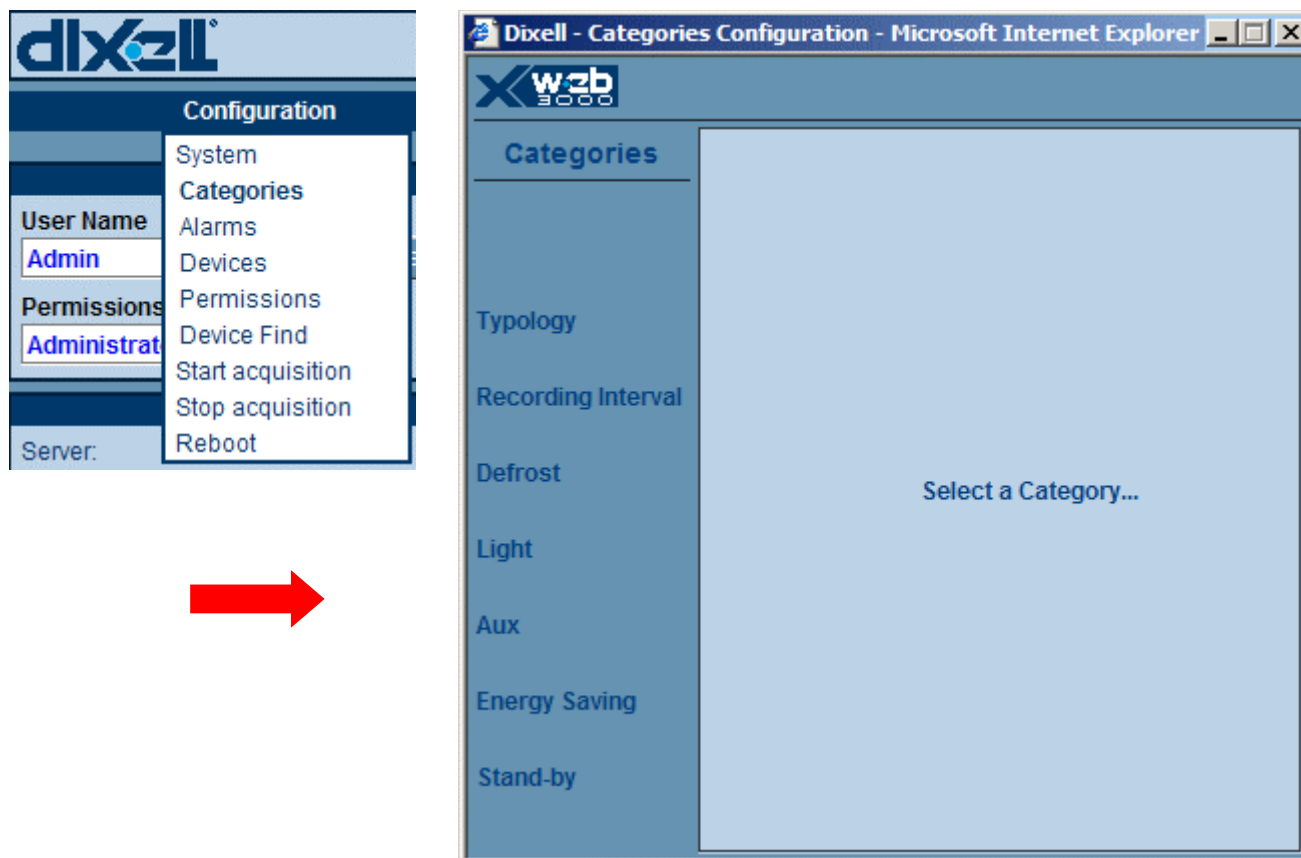 dixell
Configuration
System
Categories
Alarms
Devices
Permissions
Device Find
Start acquisition
Stop acquisition
Reboot
User Name
Admin
Permissions
Administrat
Server:
Dixell - Categories Configuration - Microsoft Internet Explorer
Xweb
3000
Categories
Typology
Recording Interval
Defrost
Light
Aux
Energy Saving
Stand-by
Select a Category...